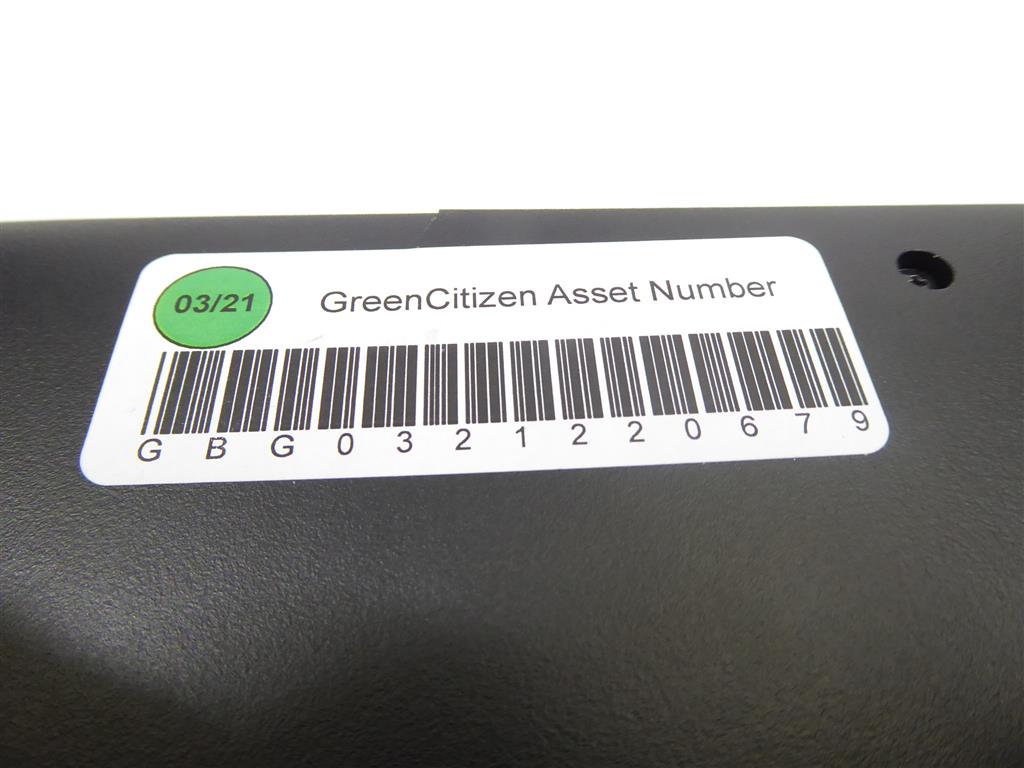 03/21
GreenCitizen Asset Number
GBG0321220679